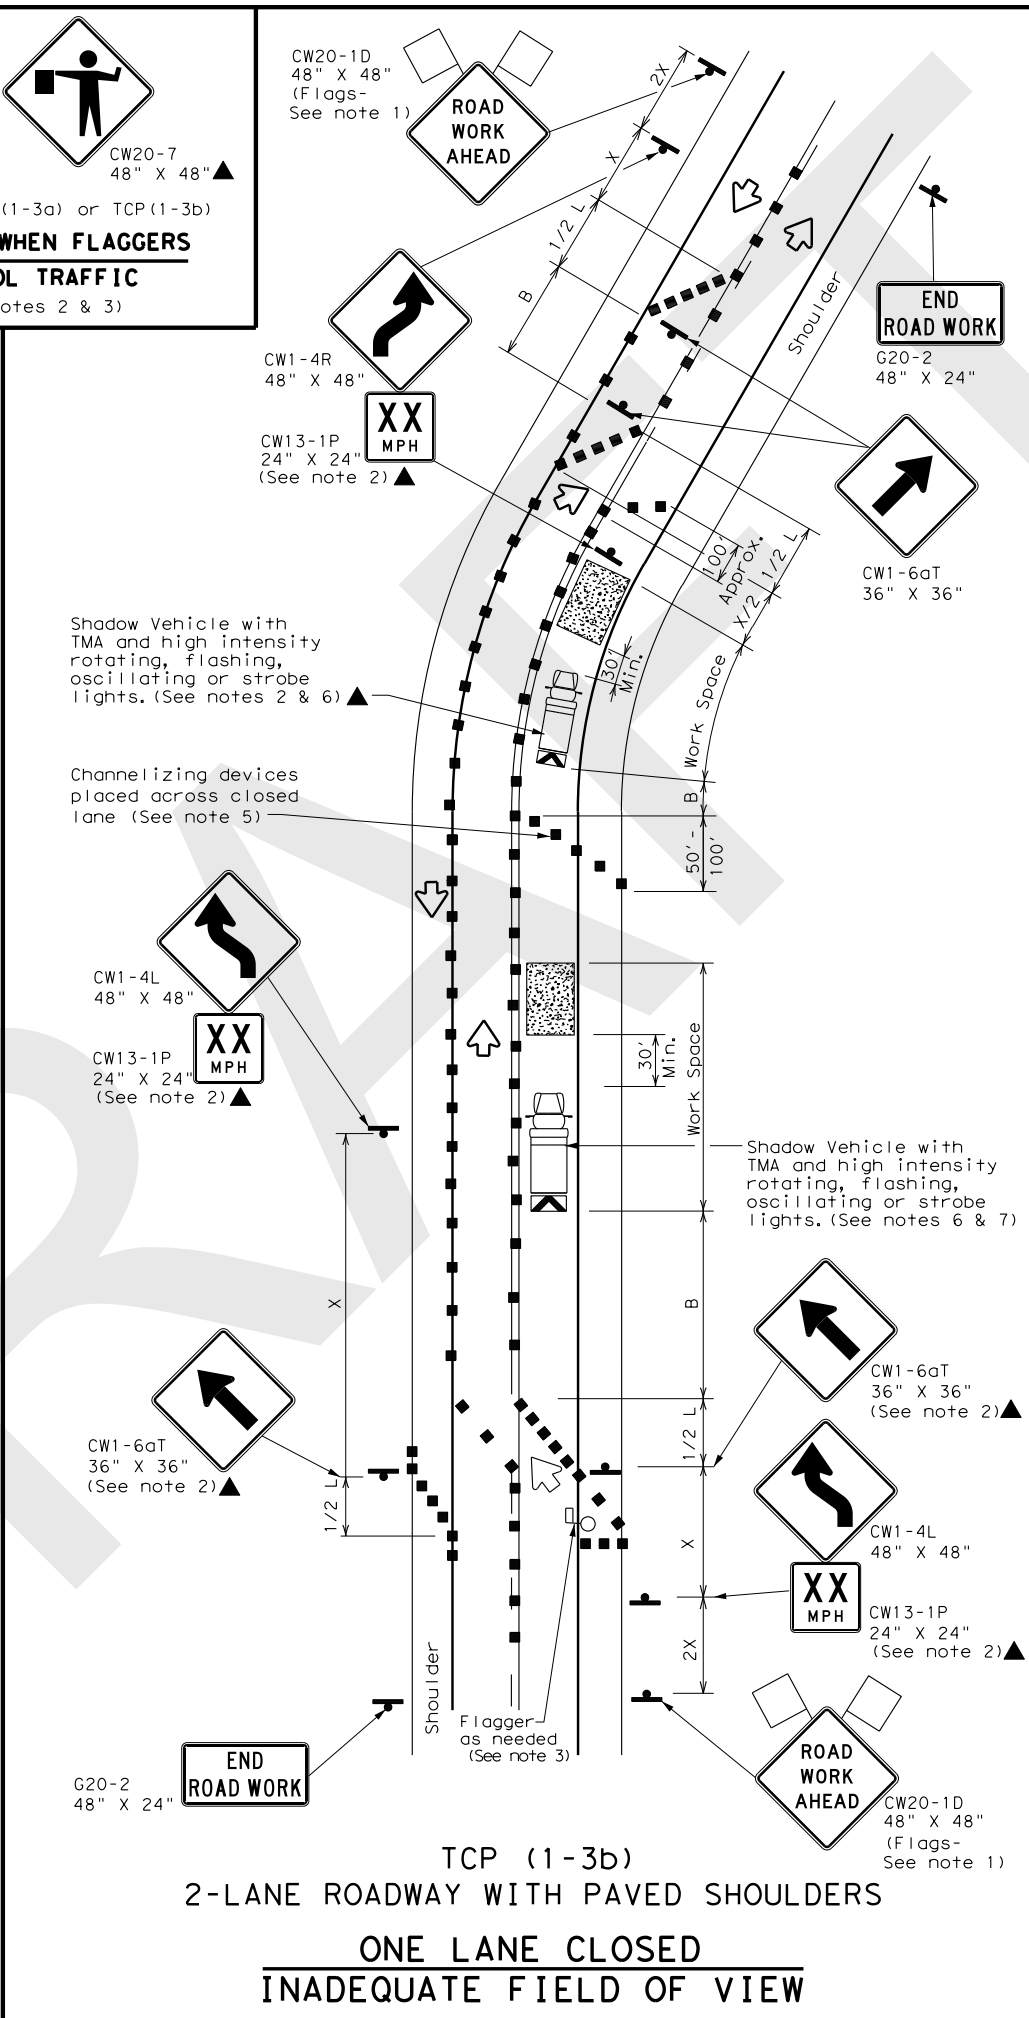 CW20-7
48" X 48"
(1-3a) or TCP(1-3b)
WHEN FLAGGERS
OL TRAFFIC
otes 2 & 3)
CW20-1D
48" X 48"
(Flags-
See note 1)
ROAD
WORK
AHEAD
2X
X
1/2 L
B
CW1-4R
48" X 48"
XX
MPH
CW13-1P
24" X 24"
(See note 2)
Shoulder
END
ROAD WORK
G20-2
48" X 24"
CW1-6aT
36" X 36"
100'
Approx.
1/2 L
X/2
Work Space
30'
Min.
B
50'-
100'
Shadow Vehicle with
TMA and high intensity
rotating, flashing,
oscillating or strobe
lights. (See notes 2 & 6)
Channelizing devices
placed across closed
lane (See note 5)
CW1-4L
48" X 48"
XX
MPH
CW13-1P
24" X 24"
(See note 2)
30'
Min.
Work Space
Shadow Vehicle with
TMA and high intensity
rotating, flashing,
oscillating or strobe
lights. (See notes 6 & 7)
X
B
CW1-6aT
36" X 36"
(See note 2)
1/2 L
CW1-6aT
36" X 36"
(See note 2)
1/2 L
X
CW1-4L
48" X 48"
XX
MPH
CW13-1P
24" X 24"
(See note 2)
2X
Shoulder
Flagger
as needed
(See note 3)
END
ROAD WORK
G20-2
48" X 24"
ROAD
WORK
AHEAD
CW20-1D
48" X 48"
(Flags-
See note 1)
TCP (1-3b)
2-LANE ROADWAY WITH PAVED SHOULDERS
ONE LANE CLOSED
INADEQUATE FIELD OF VIEW